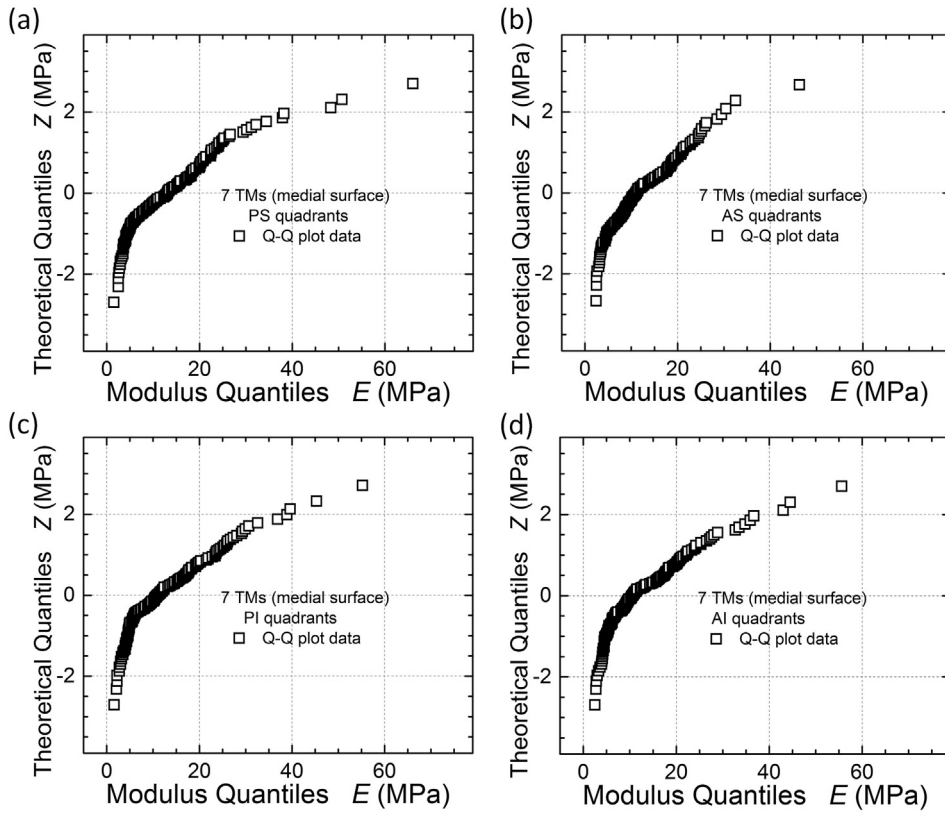 (a)
Theoretical Quantiles Z (MPa)
2
0
-2
7 TMs (medial surface)
PS quadrants
Q-Q plot data
0 20 40 60
Modulus Quantiles E (MPa)
(b)
Theoretical Quantiles Z (MPa)
2
0
-2
7 TMs (medial surface)
AS quadrants
Q-Q plot data
0 20 40 60
Modulus Quantiles E (MPa)
(c)
Theoretical Quantiles Z (MPa)
2
0
-2
7 TMs (medial surface)
PI quadrants
Q-Q plot data
0 20 40 60
Modulus Quantiles E (MPa)
(d)
Theoretical Quantiles Z (MPa)
2
0
-2
7 TMs (medial surface)
AI quadrants
Q-Q plot data
0 20 40 60
Modulus Quantiles E (MPa)